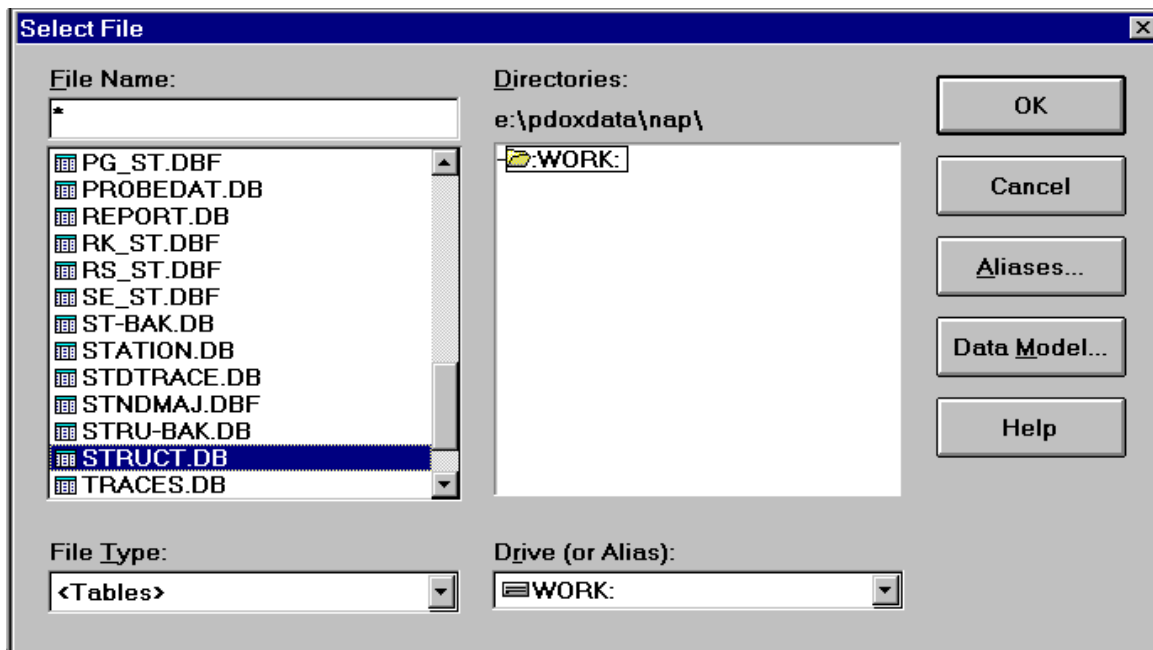 Select File
File Name:
*
PG_ST.DBF
PROBEDAT.DB
REPORT.DB
RK_ST.DBF
RS_ST.DBF
SE_ST.DBF
ST-BAK.DB
STATION.DB
STDTRACE.DB
STNDMAJ.DBF
STRU-BAK.DB
STRUCT.DB
TRACES.DB
File Type:
<Tables>
Directories:
e:\pdoxdata\nap\
:WORK:
Drive (or Alias):
WORK:
OK
Cancel
Aliases...
Data Model...
Help